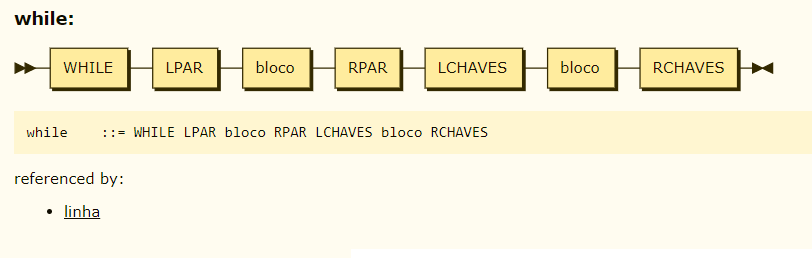 while:
WHILE LPAR bloco RPAR LCHAVES bloco RCHAVES
while ::= WHILE LPAR bloco RPAR LCHAVES bloco RCHAVES
referenced by:
• linha